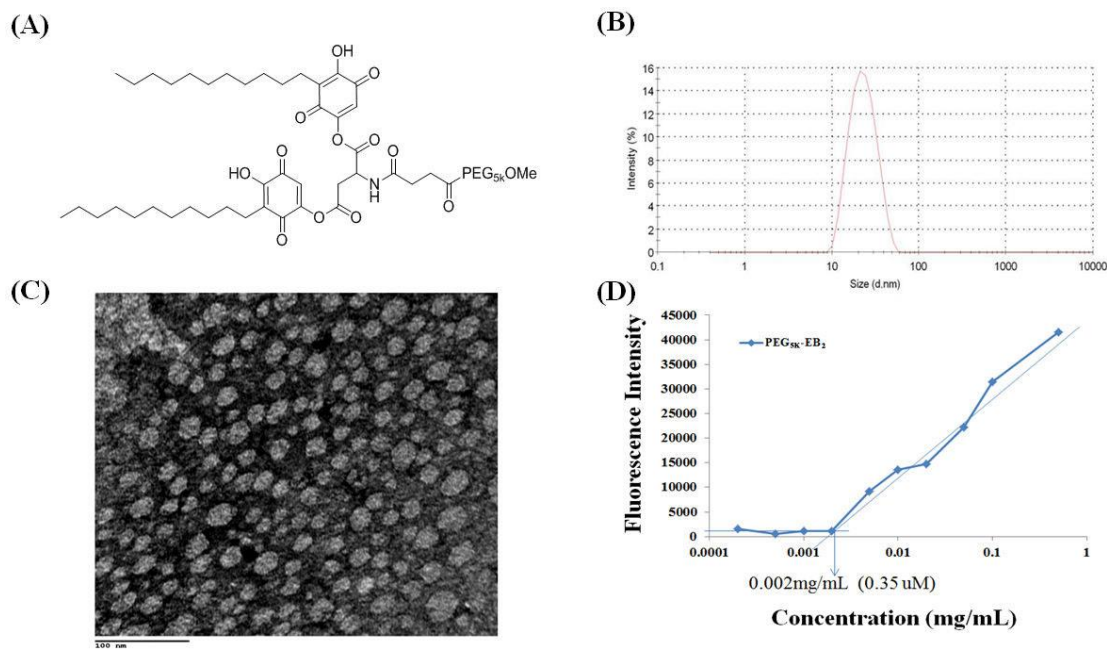 (A)
OH
O
O
O
O
O
HO
O
N
H
PEG5kOMe
O
O
O
O
(B)
16
14
12
10
8
6
4
2
0
Intensity (%)
0.1
1
10
100
1000
10000
Size (d.nm)
(C)
100 nm
(D)
45000
40000
35000
30000
25000
20000
15000
10000
5000
0
Fluorescence Intensity
PEG5K-EB2
0.0001
0.001
0.01
0.1
1
0.002mg/mL (0.35 uM)
Concentration (mg/mL)